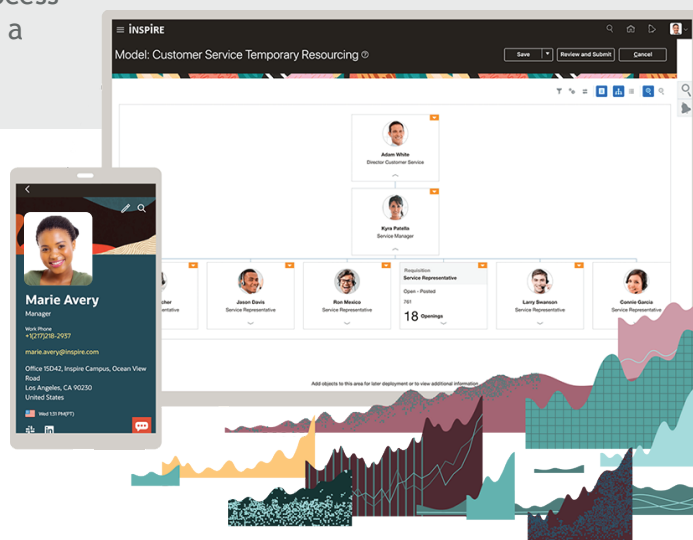 ocess
a
INSPIRE
Model: Customer Service Temporary Resourcing
Save
Review and Submit
Cancel
Adam White
Director Customer Service
Kyra Patello
Service Manager
cher
entative
Jason Davis
Service Representative
Ron Mexico
Service Representative
Requisition
Service Representative
Open - Posted
761
18 Openings
Larry Swanson
Service Representative
Connie Garcia
Service Representative
Add objects to this area for later deployment or to view additional information
Marie Avery
Manager
Work Phone
+1(217)218-2937
marie.avery@inspire.com
Office 15D42, Inspire Campus, Ocean View
Road
Los Angeles, CA 90230
United States
Wed 1:31 PM(PT)
in